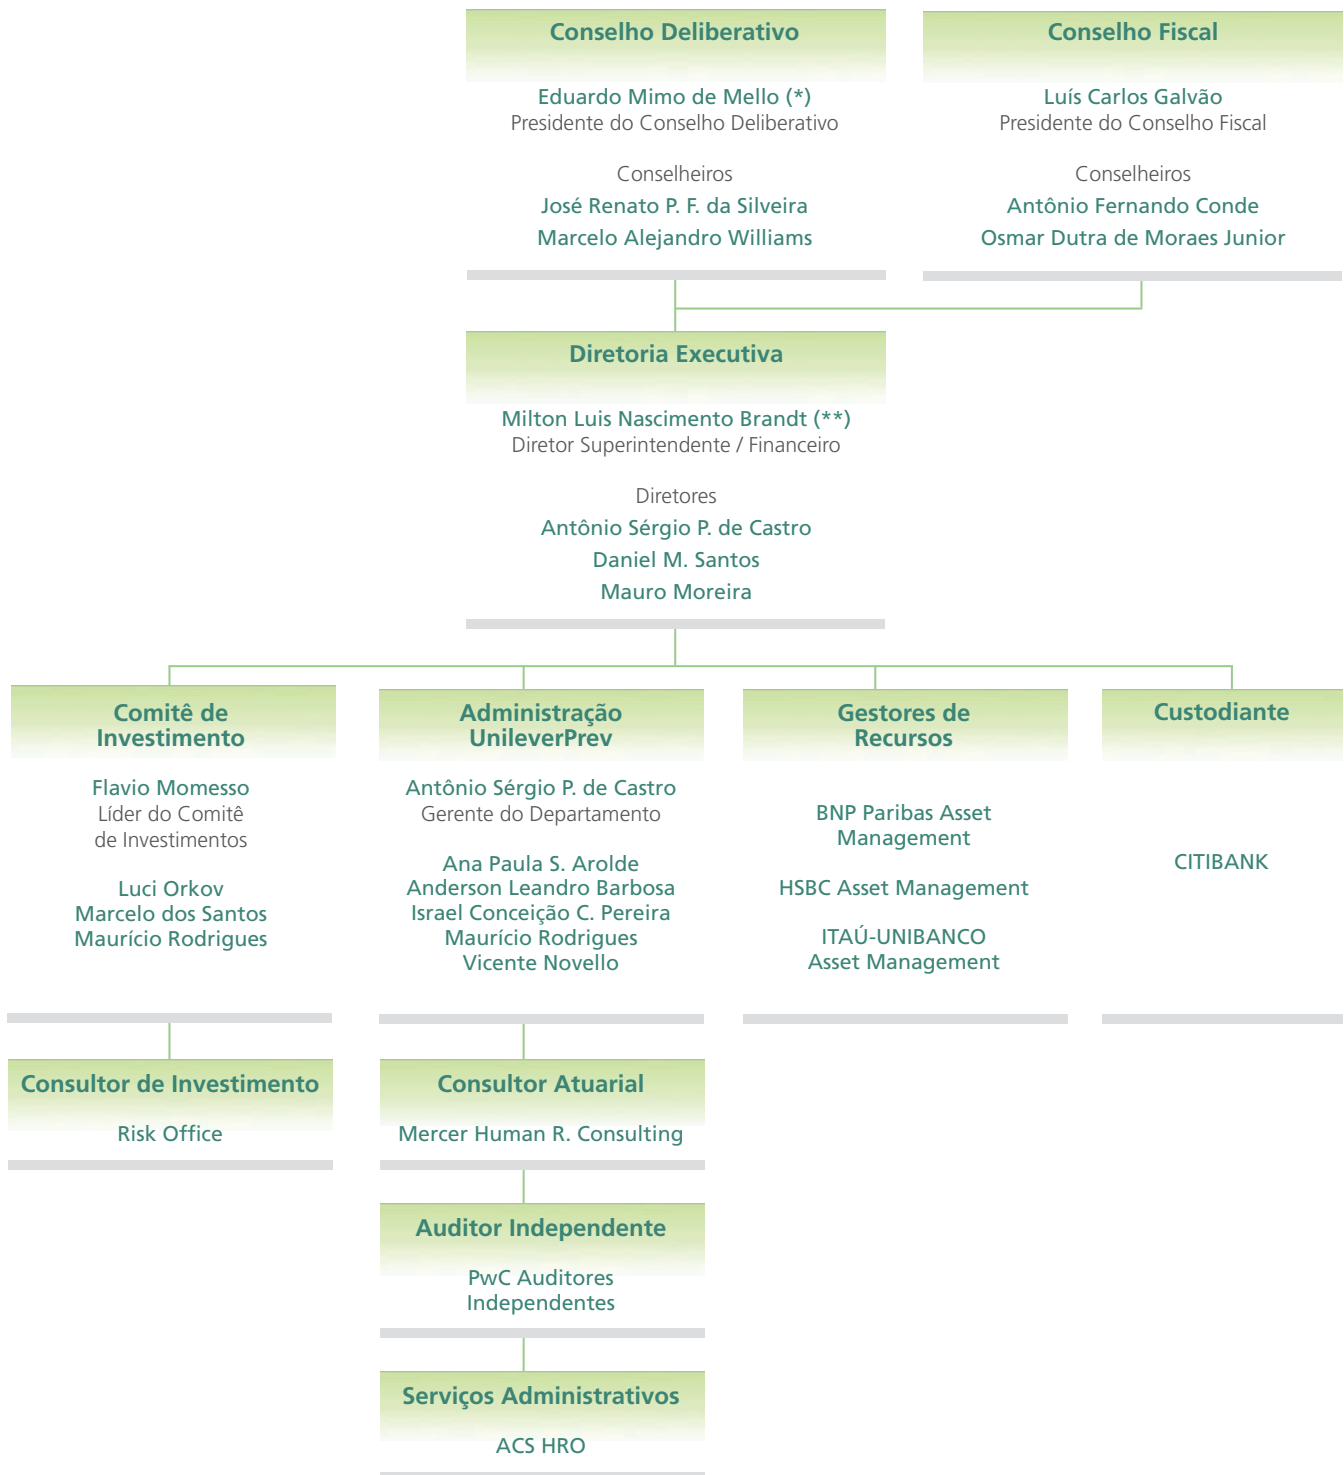 Conselho Deliberativo
Eduardo Mimo de Mello (*)
Presidente do Conselho Deliberativo
Conselheiros
José Renato P. F. da Silveira
Marcelo Alejandro Williams
Conselho Fiscal
Luís Carlos Galvão
Presidente do Conselho Fiscal
Conselheiros
Antônio Fernando Conde
Osmar Dutra de Moraes Junior
Diretoria Executiva
Milton Luis Nascimento Brandt (**)
Diretor Superintendente / Financeiro
Diretores
Antônio Sérgio P. de Castro
Daniel M. Santos
Mauro Moreira
Comitê de
Investimento
Flavio Momesso
Líder do Comitê
de Investimentos
Luci Orkov
Marcelo dos Santos
Maurício Rodrigues
Administração
UnileverPrev
Antônio Sérgio P. de Castro
Gerente do Departamento
Ana Paula S. Arolde
Anderson Leandro Barbosa
Israel Conceição C. Pereira
Maurício Rodrigues
Vicente Novello
Gestores de
Recursos
BNP Paribas Asset
Management
HSBC Asset Management
ITAÚ-UNIBANCO
Asset Management
Custodiante
CITIBANK
Consultor de Investimento
Risk Office
Consultor Atuarial
Mercer Human R. Consulting
Auditor Independente
PwC Auditores
Independentes
Serviços Administrativos
ACS HRO